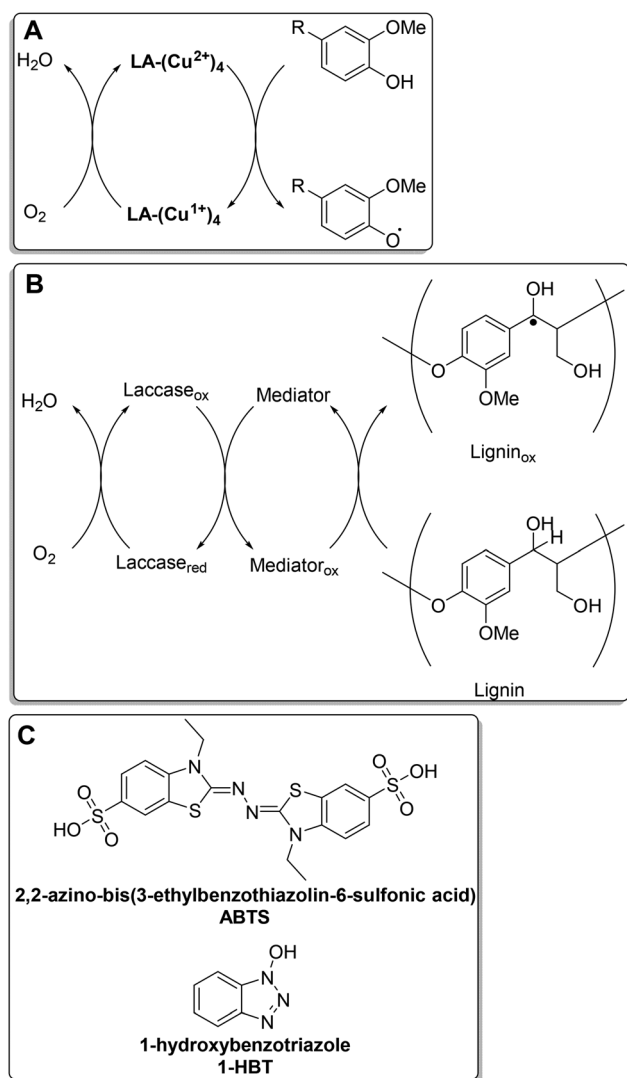 A
H₂O
LA-(Cu²⁺)₄
R
OMe
OH
O₂
LA-(Cu¹⁺)₄
R
OMe
O•
B
OH
O
OMe
OH
Ligninₒₓ
H₂O
Laccaseₒₓ
Mediator
O₂
Laccase_red
Mediatorₒₓ
OH
H
O
OMe
OH
Lignin
C
N
S
N
N
S
N
O
S
O
HO
O
S
O
OH
2,2-azino-bis(3-ethylbenzothiazolin-6-sulfonic acid)
ABTS
OH
N
N
N
1-hydroxybenzotriazole
1-HBT